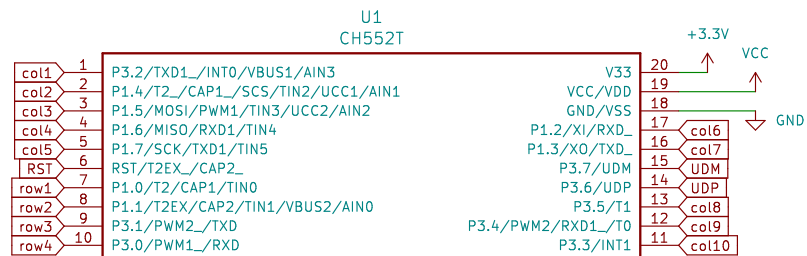 U1
CH552T
+3.3V
VCC
GND
col1 1 P3.2/TXD1_/INT0/VBUS1/AIN3 V33 20
col2 2 P1.4/T2_/CAP1_/SCS/TIN2/UCC1/AIN1 VCC/VDD 19
col3 3 P1.5/MOSI/PWM1/TIN3/UCC2/AIN2 GND/VSS 18
col4 4 P1.6/MISO/RXD1/TIN4 P1.2/XI/RXD_ 17 col6
col5 5 P1.7/SCK/TXD1/TIN5 P1.3/XO/TXD_ 16 col7
RST 6 RST/T2EX_/CAP2_ P3.7/UDM 15 UDM
row1 7 P1.0/T2/CAP1/TIN0 P3.6/UDP 14 UDP
row2 8 P1.1/T2EX/CAP2/TIN1/VBUS2/AIN0 P3.5/T1 13 col8
row3 9 P3.1/PWM2_/TXD P3.4/PWM2/RXD1_/T0 12 col9
row4 10 P3.0/PWM1_/RXD P3.3/INT1 11 col10